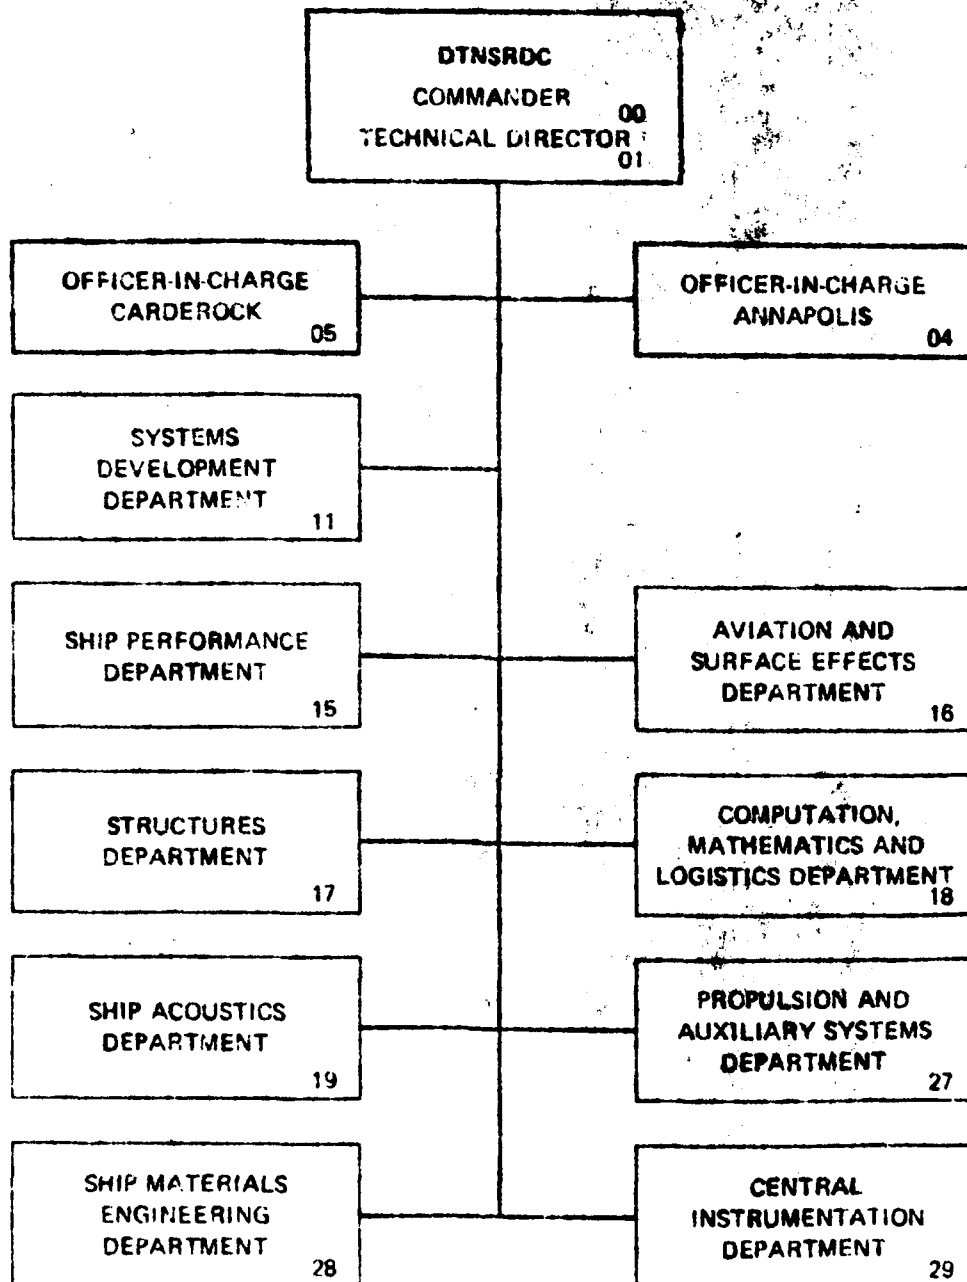 DTNSRDC
COMMANDER 00
TECHNICAL DIRECTOR
01
OFFICER-IN-CHARGE
CARDEROCK
05
OFFICER-IN-CHARGE
ANNAPOLIS
04
SYSTEMS
DEVELOPMENT
DEPARTMENT
11
SHIP PERFORMANCE
DEPARTMENT
15
AVIATION AND
SURFACE EFFECTS
DEPARTMENT
16
STRUCTURES
DEPARTMENT
17
COMPUTATION,
MATHEMATICS AND
LOGISTICS DEPARTMENT
18
SHIP ACOUSTICS
DEPARTMENT
19
PROPULSION AND
AUXILIARY SYSTEMS
DEPARTMENT
27
SHIP MATERIALS
ENGINEERING
DEPARTMENT
28
CENTRAL
INSTRUMENTATION
DEPARTMENT
29